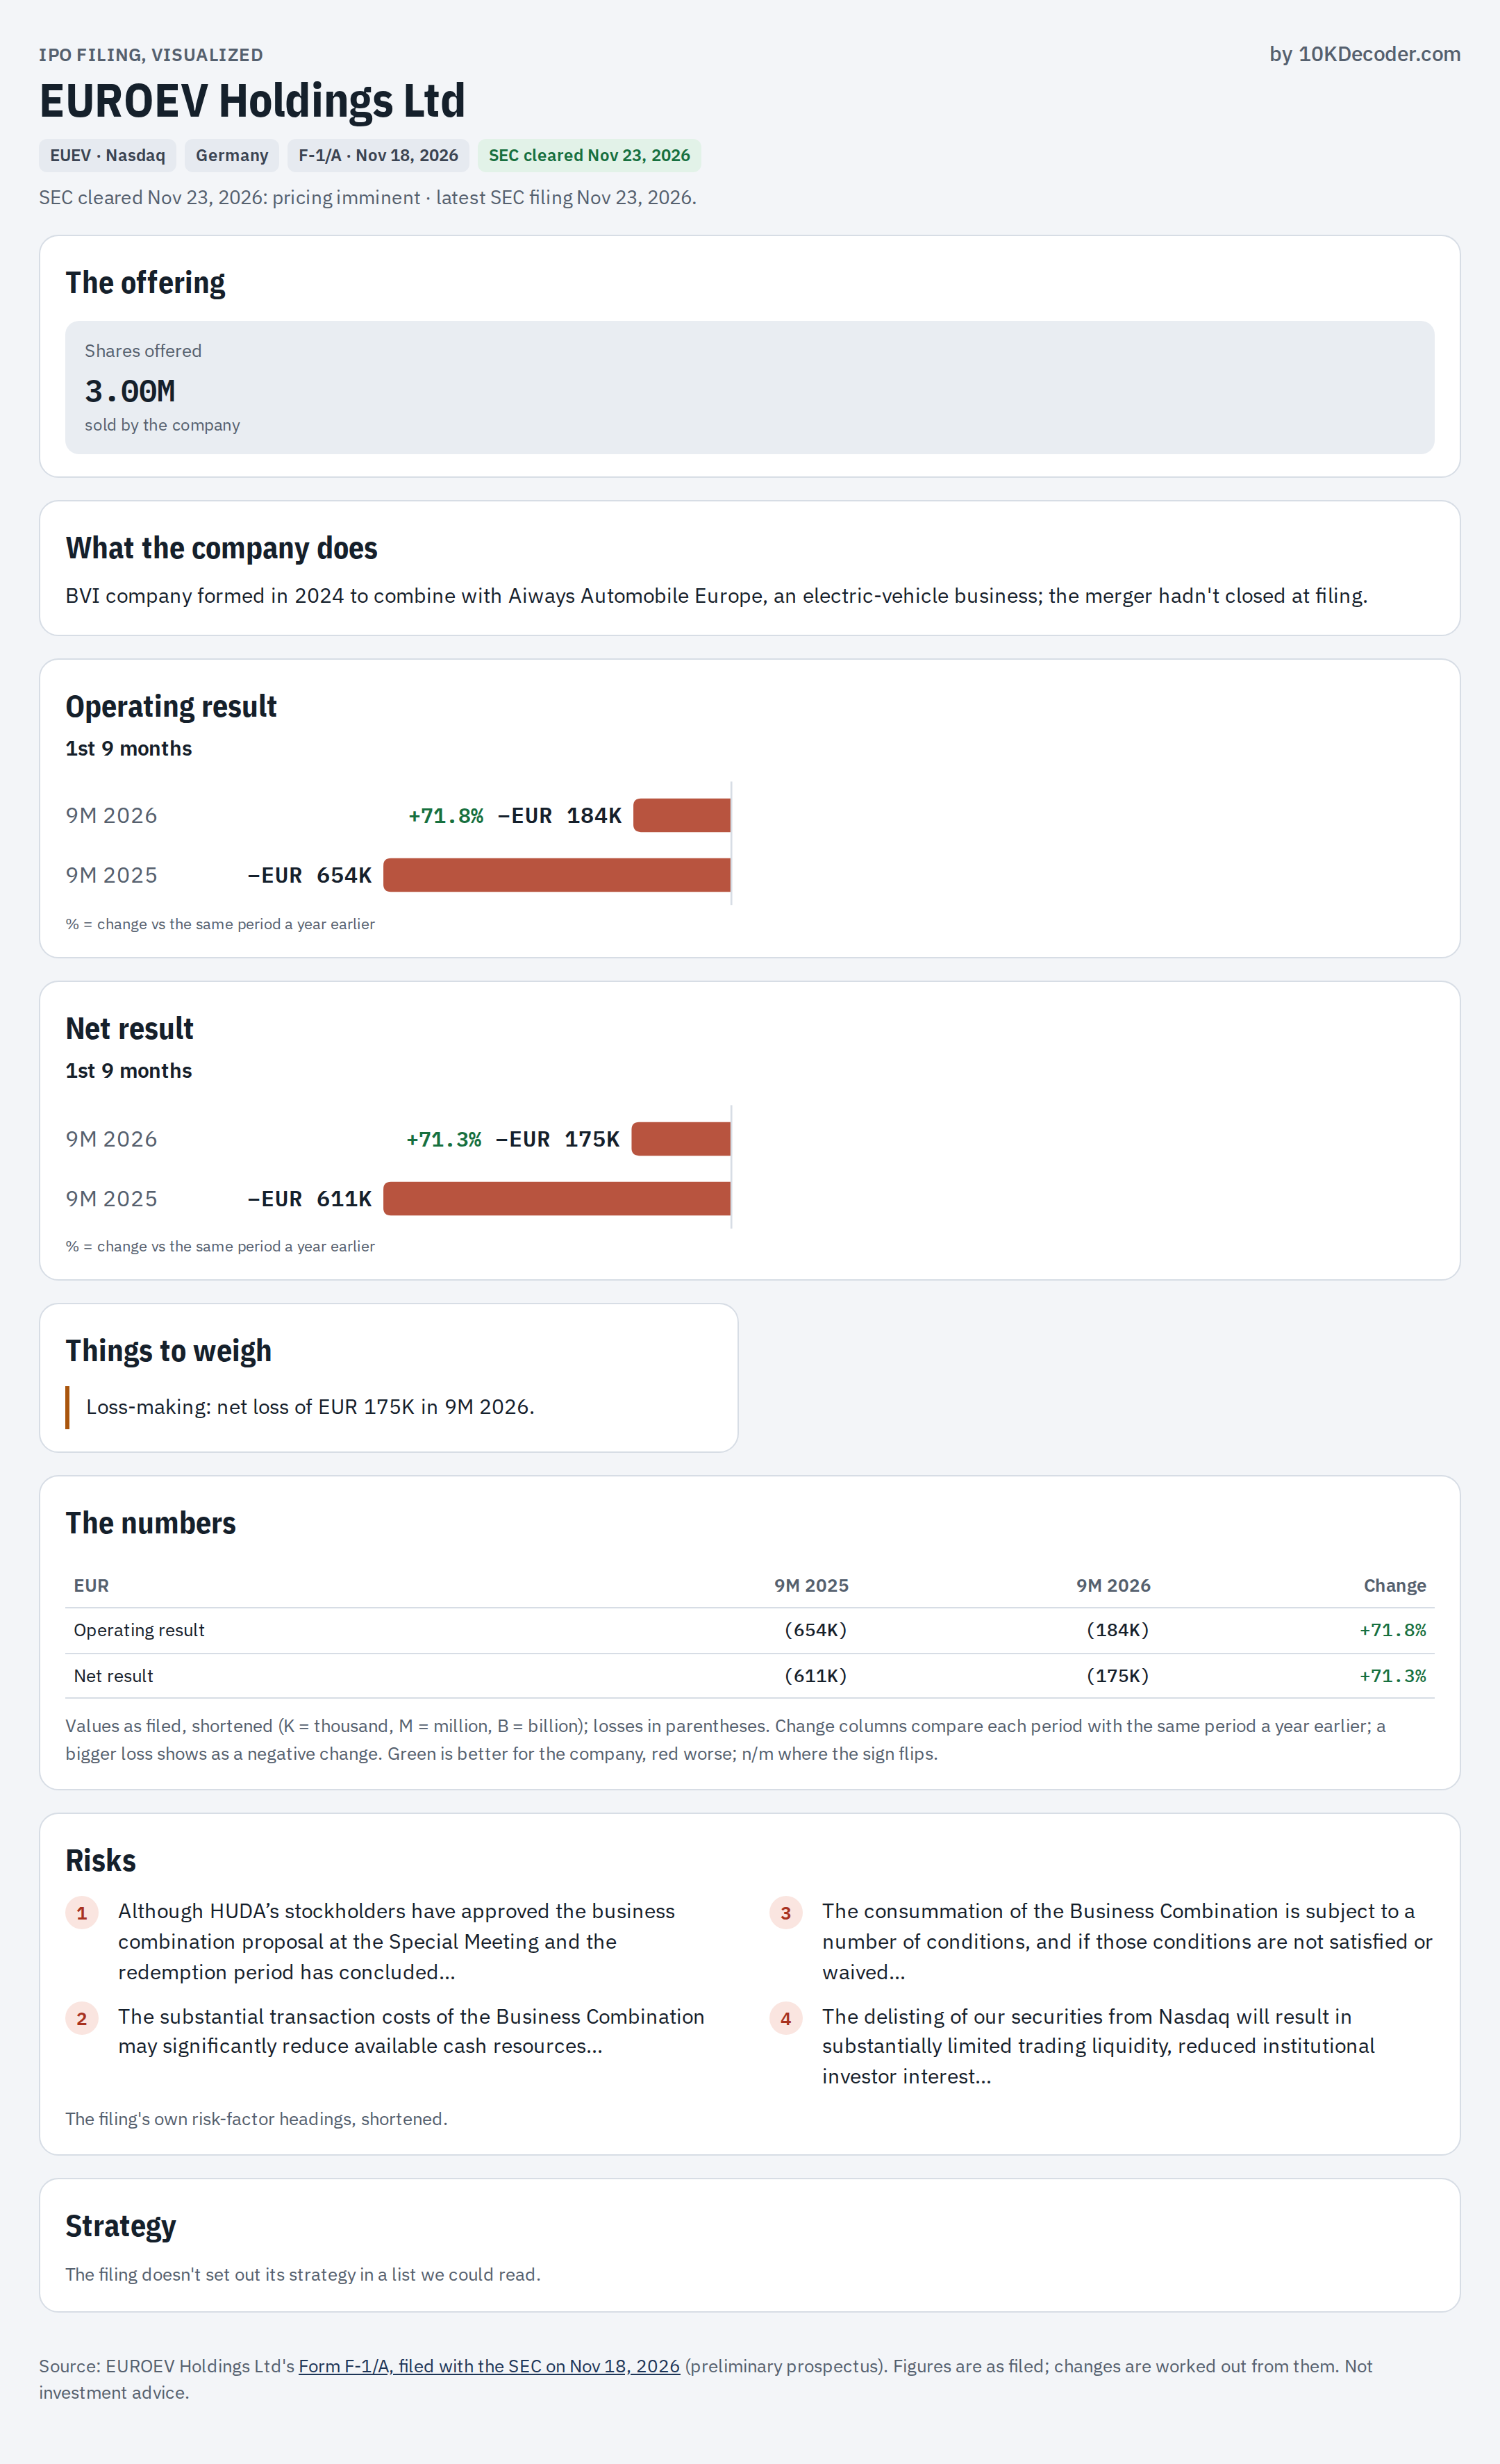 IPO FILING, VISUALIZED
by 10KDecoder.com
EUROEV Holdings Ltd
EUEV · Nasdaq
Germany
F-1/A · Nov 18, 2026
SEC cleared Nov 23, 2026
SEC cleared Nov 23, 2026: pricing imminent · latest SEC filing Nov 23, 2026.
The offering
Shares offered
3.00M
sold by the company
What the company does
BVI company formed in 2024 to combine with Aiways Automobile Europe, an electric-vehicle business; the merger hadn't closed at filing.
Operating result
1st 9 months
9M 2026 +71.8% −EUR 184K
9M 2025 −EUR 654K
% = change vs the same period a year earlier
Net result
1st 9 months
9M 2026 +71.3% −EUR 175K
9M 2025 −EUR 611K
% = change vs the same period a year earlier
Things to weigh
Loss-making: net loss of EUR 175K in 9M 2026.
The numbers
EUR 9M 2025 9M 2026 Change
Operating result (654K) (184K) +71.8%
Net result (611K) (175K) +71.3%
Values as filed, shortened (K = thousand, M = million, B = billion); losses in parentheses. Change columns compare each period with the same period a year earlier; a
bigger loss shows as a negative change. Green is better for the company, red worse; n/m where the sign flips.
Risks
1 Although HUDA’s stockholders have approved the business
combination proposal at the Special Meeting and the
redemption period has concluded…
2 The substantial transaction costs of the Business Combination
may significantly reduce available cash resources…
3 The consummation of the Business Combination is subject to a
number of conditions, and if those conditions are not satisfied or
waived…
4 The delisting of our securities from Nasdaq will result in
substantially limited trading liquidity, reduced institutional
investor interest…
The filing's own risk-factor headings, shortened.
Strategy
The filing doesn't set out its strategy in a list we could read.
Source: EUROEV Holdings Ltd's Form F-1/A, filed with the SEC on Nov 18, 2026 (preliminary prospectus). Figures are as filed; changes are worked out from them. Not
investment advice.